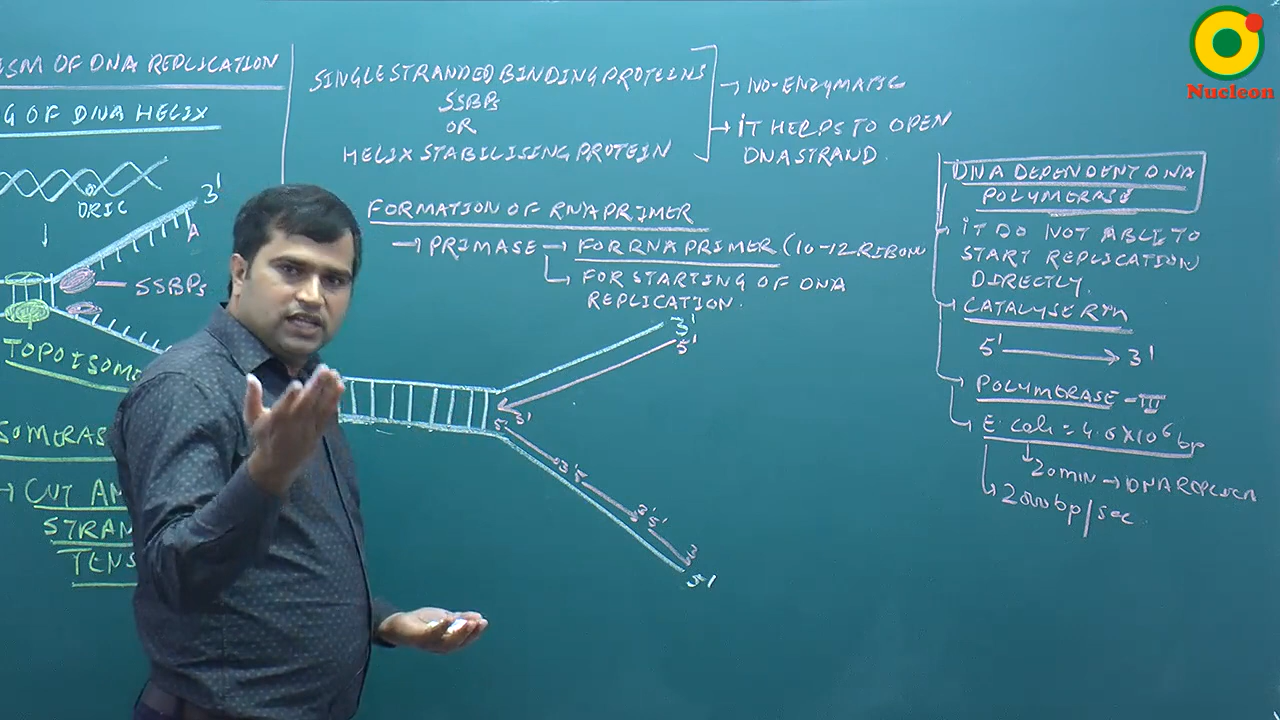 ISM OF DNA REPLICATION
G OF DNA HELIX
ORIC
3'
A
SSBPs
TOPOISOME
SOMERAS
→ CUT AN
STRAN
TENS
SINGLE STRANDED BINDING PROTEINS
SSBPs
OR
HELIX STABILISING PROTEIN
→ NO-ENZYMATIC
→ IT HELPS TO OPEN
DNA STRAND.
FORMATION OF RNA PRIMER
→ PRIMASE → FOR RNA PRIMER (10-12 RIBON
→ FOR STARTING OF DNA
REPLICATION.
3'
5'
3'
5'
3'
5'
3'
5'
3
5'
DNA DEPENDENT DNA
POLYMERASE
IT DO NOT ABLE TO
START REPLICATION
DIRECTLY.
CATALYSE RXN
5' → 3'
POLYMERASE - III
E. coli = 4.6 × 10⁶ bp
20 MIN → DNA REPLICA
2000 bp/sec
Nucleon